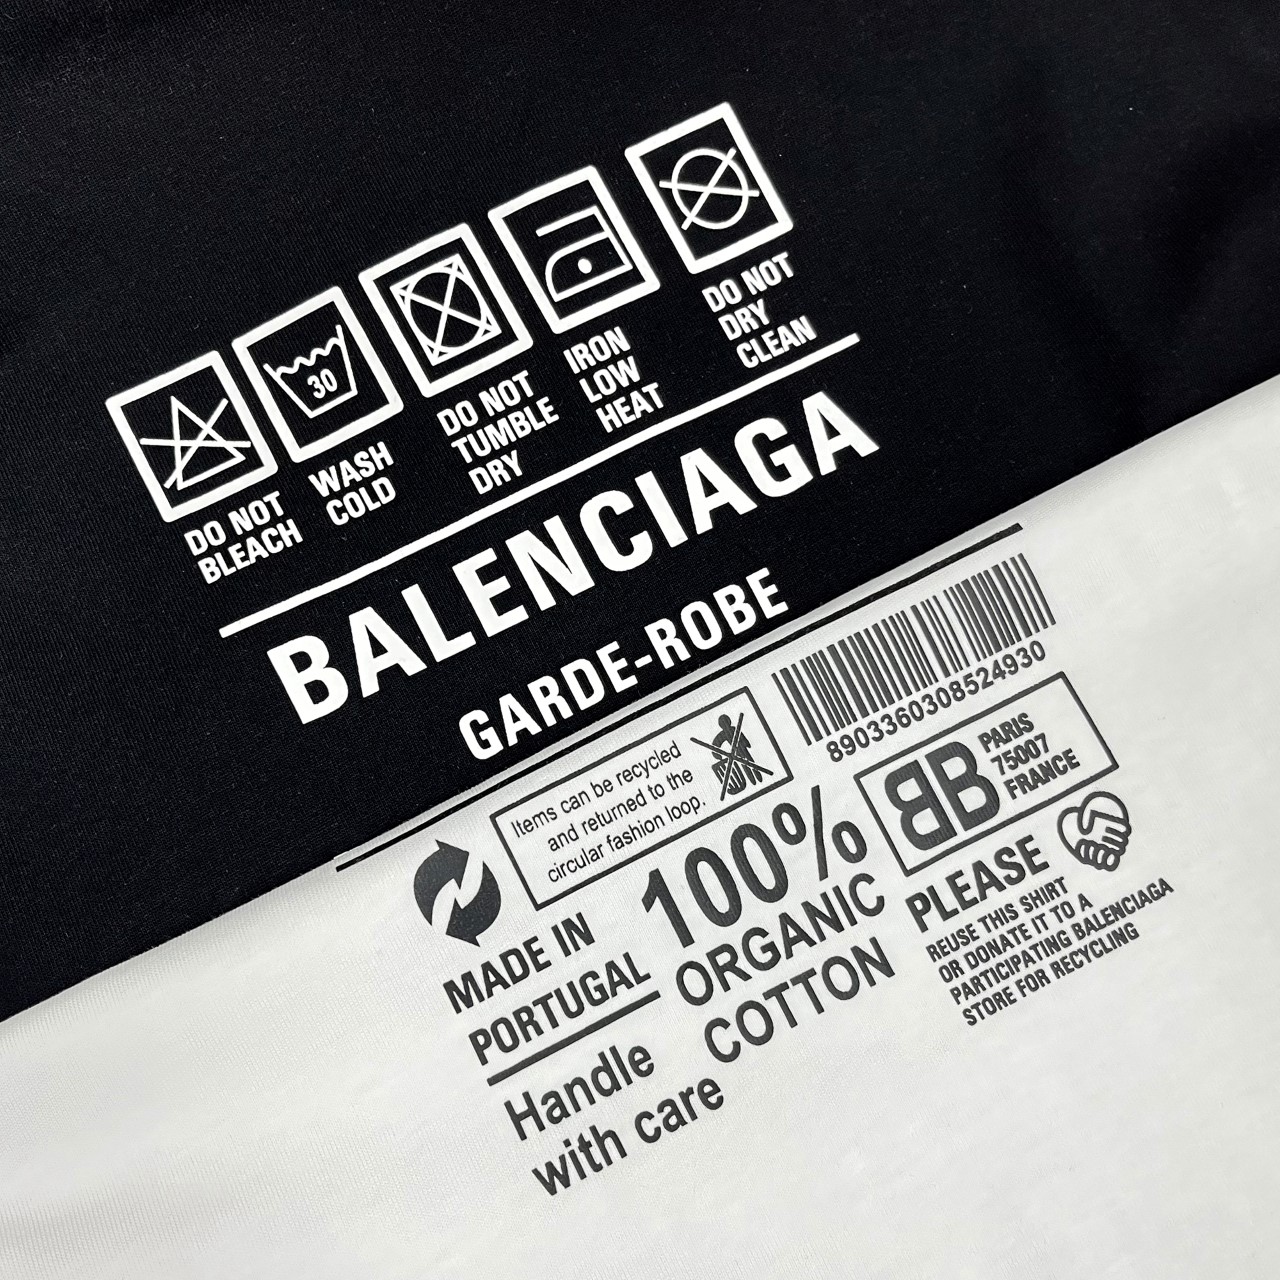 30
DO NOT
BLEACH
WASH
COLD
DO NOT
TUMBLE
DRY
IRON
LOW
HEAT
DO NOT
DRY
CLEAN
BALENCIAGA
GARDE-ROBE
8903360308524930
Items can be recycled
and returned to the
circular fashion loop.
BB
PARIS
75007
FRANCE
MADE IN
PORTUGAL
Handle
with care
100%
ORGANIC
COTTON
PLEASE
REUSE THIS SHIRT
OR DONATE IT TO A
PARTICIPATING BALENCIAGA
STORE FOR RECYCLING